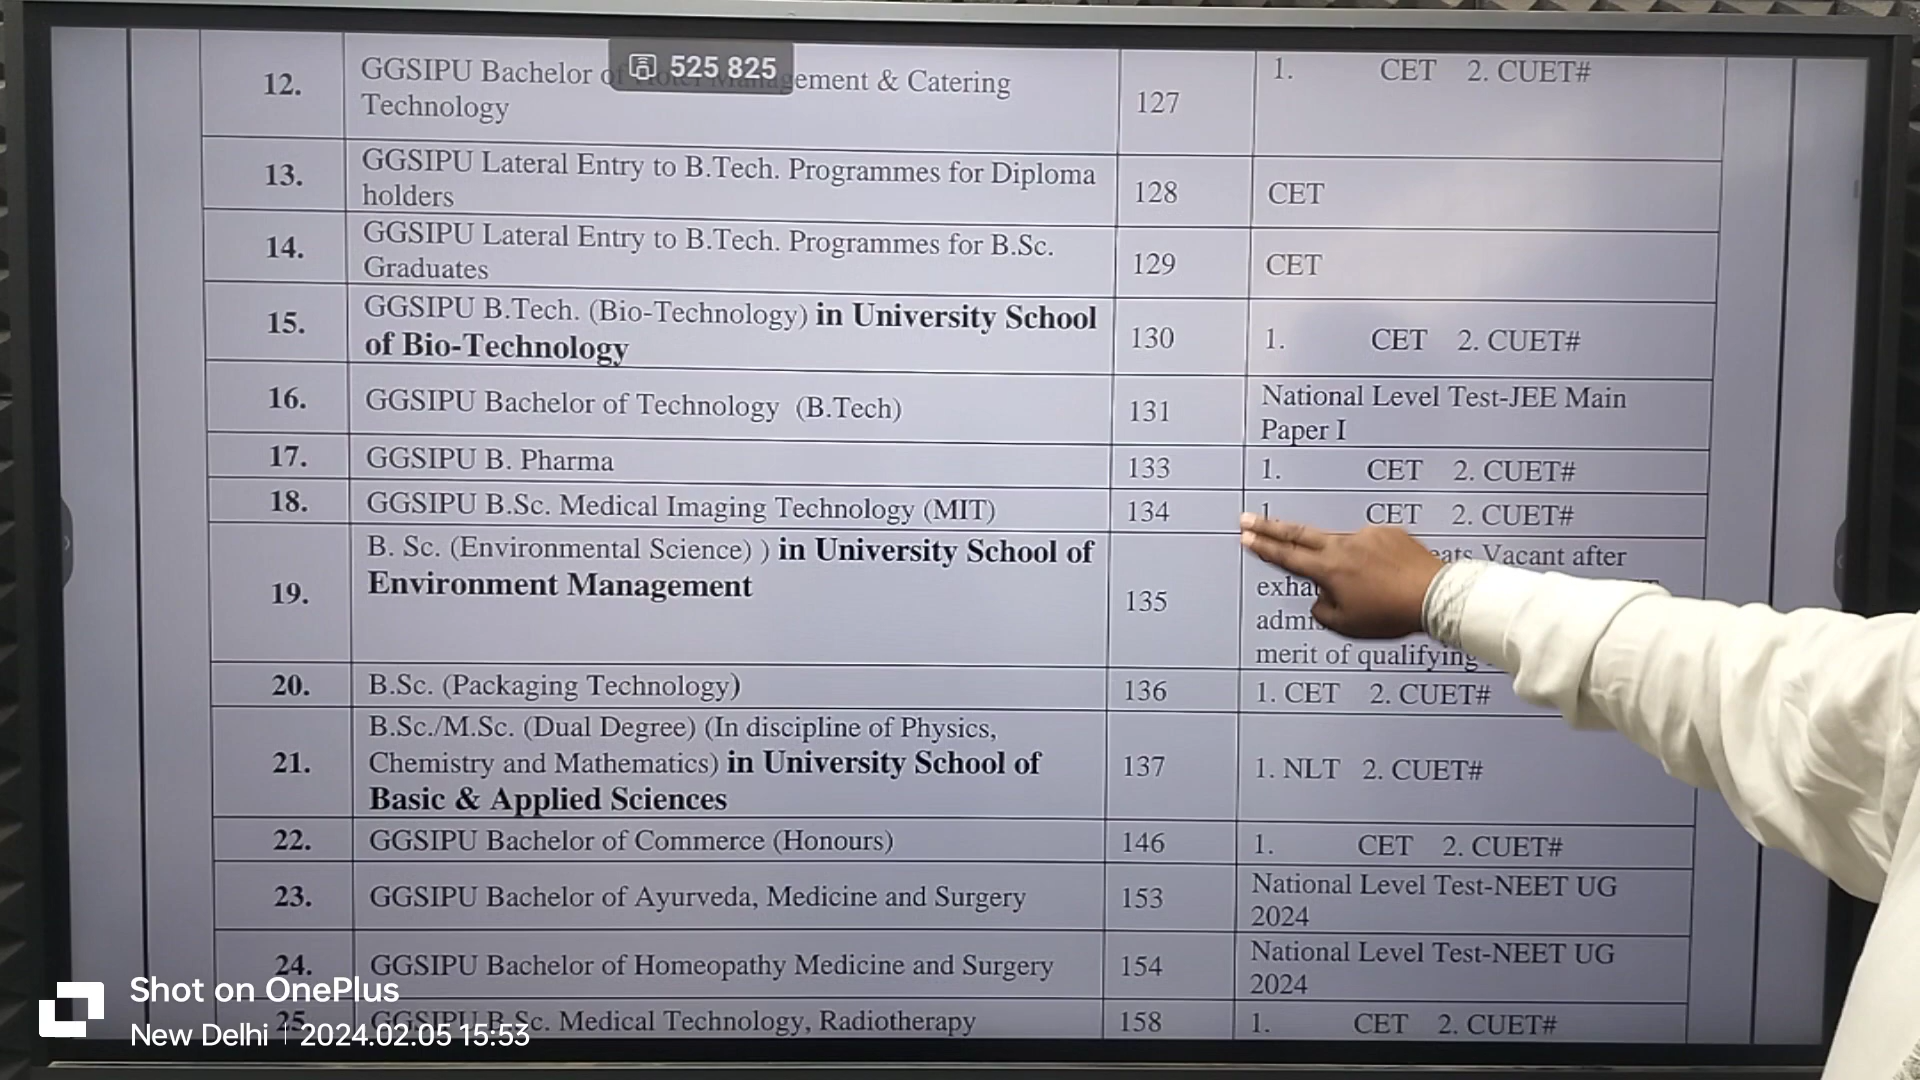 525 825
12. GGSIPU Bachelor of Hotel Management & Catering
Technology 127 1. CET 2. CUET#
13. GGSIPU Lateral Entry to B.Tech. Programmes for Diploma
holders 128 CET
14. GGSIPU Lateral Entry to B.Tech. Programmes for B.Sc.
Graduates 129 CET
15. GGSIPU B.Tech. (Bio-Technology) in University School
of Bio-Technology 130 1. CET 2. CUET#
16. GGSIPU Bachelor of Technology (B.Tech) 131 National Level Test-JEE Main
Paper I
17. GGSIPU B. Pharma 133 1. CET 2. CUET#
18. GGSIPU B.Sc. Medical Imaging Technology (MIT) 134 1. CET 2. CUET#
19. B. Sc. (Environmental Science) ) in University School of
Environment Management 135
Vacant after
merit of qualifying
20. B.Sc. (Packaging Technology) 136 1. CET 2. CUET#
21. B.Sc./M.Sc. (Dual Degree) (In discipline of Physics,
Chemistry and Mathematics) in University School of
Basic & Applied Sciences 137 1. NLT 2. CUET#
22. GGSIPU Bachelor of Commerce (Honours) 146 1. CET 2. CUET#
23. GGSIPU Bachelor of Ayurveda, Medicine and Surgery 153 National Level Test-NEET UG
2024
24. GGSIPU Bachelor of Homeopathy Medicine and Surgery 154 National Level Test-NEET UG
2024
25. GGSIPU B.Sc. Medical Technology, Radiotherapy 158 1. CET 2. CUET#
Shot on OnePlus
New Delhi | 2024.02.05 15:53